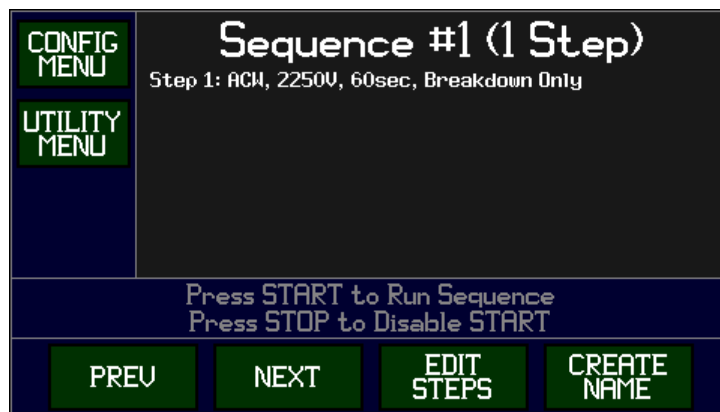 CONFIG
MENU
Sequence #1 (1 Step)
Step 1: ACW, 2250V, 60sec, Breakdown Only
UTILITY
MENU
Press START to Run Sequence
Press STOP to Disable START
PREV
NEXT
EDIT
STEPS
CREATE
NAME